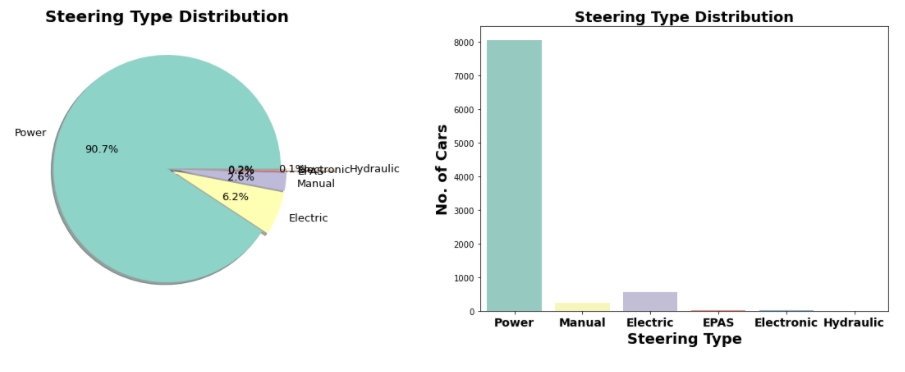 Steering Type Distribution
Power
90.7%
0.2%
2.6%
6.2%
0.1%
Electronic
Hydraulic
EPAS
Manual
Electric
Steering Type Distribution
No. of Cars
8000
7000
6000
5000
4000
3000
2000
1000
0
Power Manual Electric EPAS Electronic Hydraulic
Steering Type